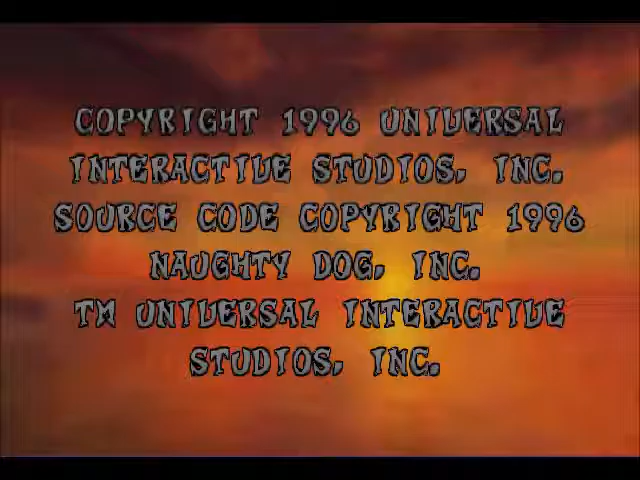 COPYRIGHT 1996 UNIVERSAL
INTERACTIVE STUDIOS, INC.
SOURCE CODE COPYRIGHT 1996
NAUGHTY DOG, INC.
TM UNIVERSAL INTERACTIVE
STUDIOS, INC.